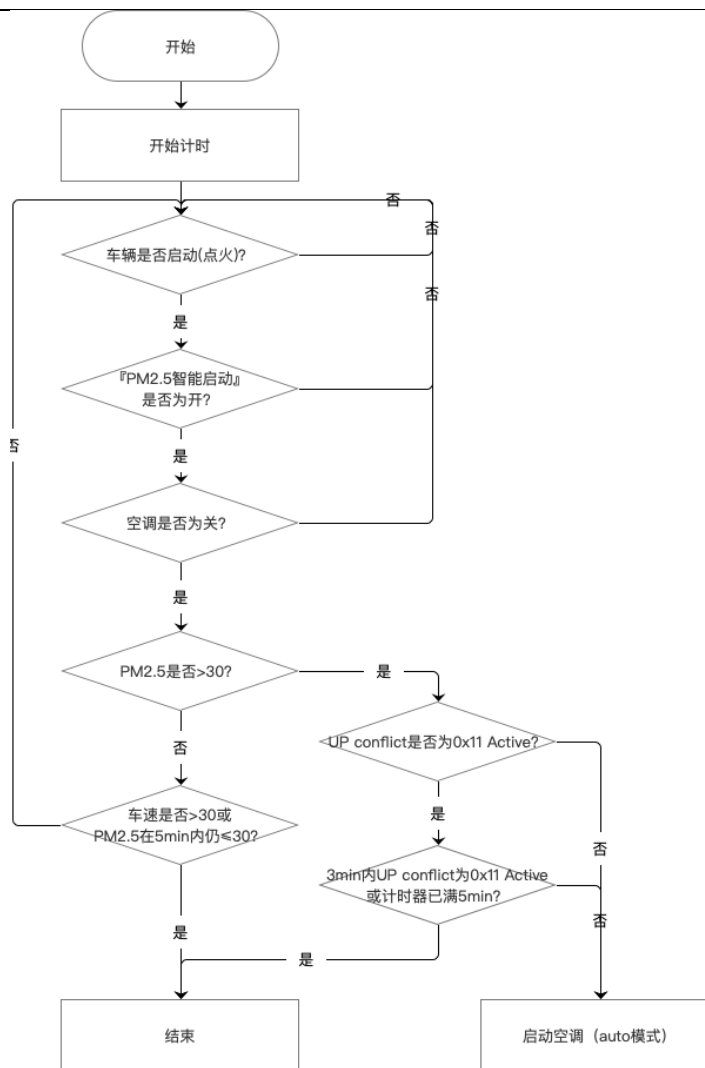 开始
开始计时
否
车辆是否启动(点火)?
否
是
否
『PM2.5智能启动』
是否为开?
否
是
空调是否为关?
是
PM2.5是否>30?
是
否
UP conflict是否为0x11 Active?
车速是否>30或
PM2.5在5min内仍≤30?
是
否
3min内UP conflict为0x11 Active
或计时器已满5min?
否
是
是
结束
启动空调（auto模式）